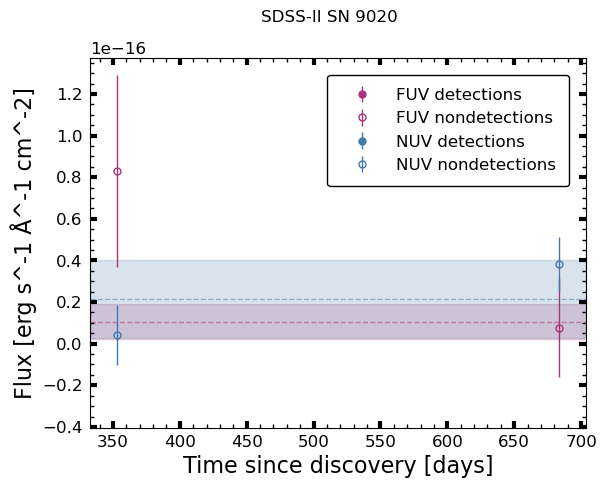 SDSS-II SN 9020
1e−16
FUV detections
FUV nondetections
NUV detections
NUV nondetections
1.2
1.0
0.8
0.6
0.4
0.2
0.0
−0.2
−0.4
Flux [erg s^-1 Å^-1 cm^-2]
350 400 450 500 550 600 650 700
Time since discovery [days]